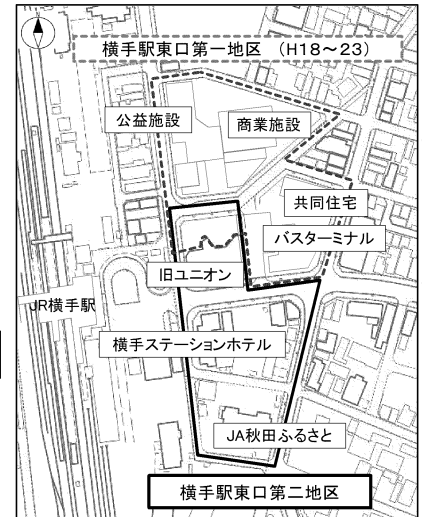 横手駅東口第一地区 (H18～23)
公益施設
商業施設
共同住宅
バスターミナル
旧ユニオン
JR横手駅
横手ステーションホテル
JA秋田ふるさと
横手駅東口第二地区